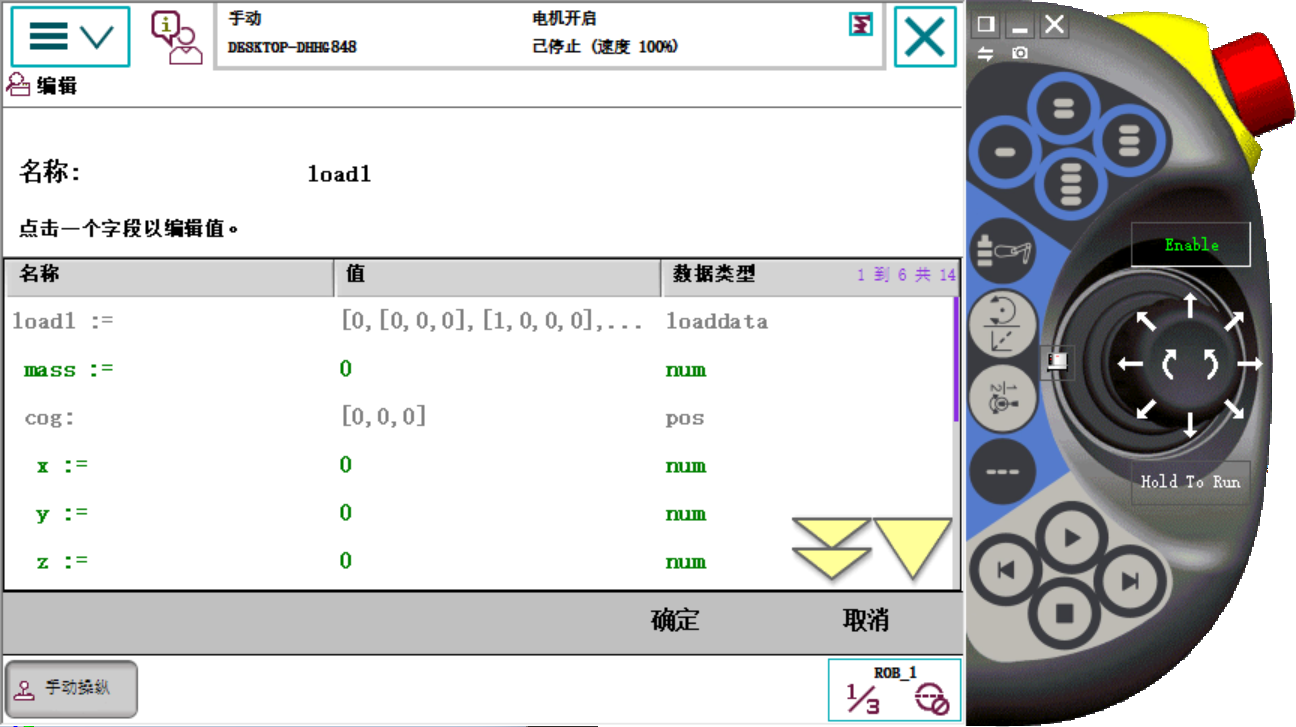 手动
电机开启
DESKTOP-DHHG848
己停止 (速度 100%)
编辑
名称:
load1
点击一个字段以编辑值。
名称 值 数据类型 1 到 6 共 14
load1 := [0,[0,0,0],[1,0,0,0],... loaddata
mass := 0 num
cog: [0,0,0] pos
x := 0 num
y := 0 num
z := 0 num
确定 取消
手动操纵
ROB_1
1/3
Enable
Hold To Run